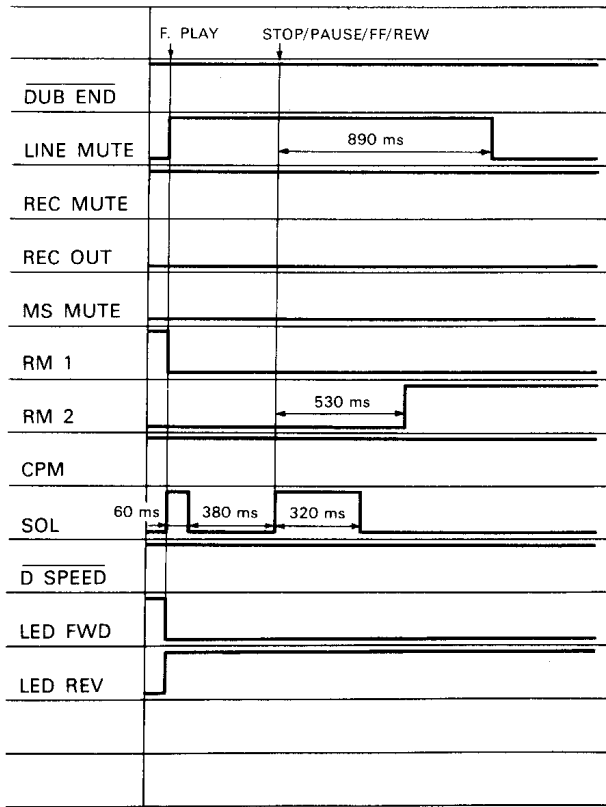 F. PLAY STOP/PAUSE/FF/REW
DUB END
LINE MUTE 890 ms
REC MUTE
REC OUT
MS MUTE
RM 1
RM 2 530 ms
CPM
SOL 60 ms 380 ms 320 ms
D SPEED
LED FWD
LED REV